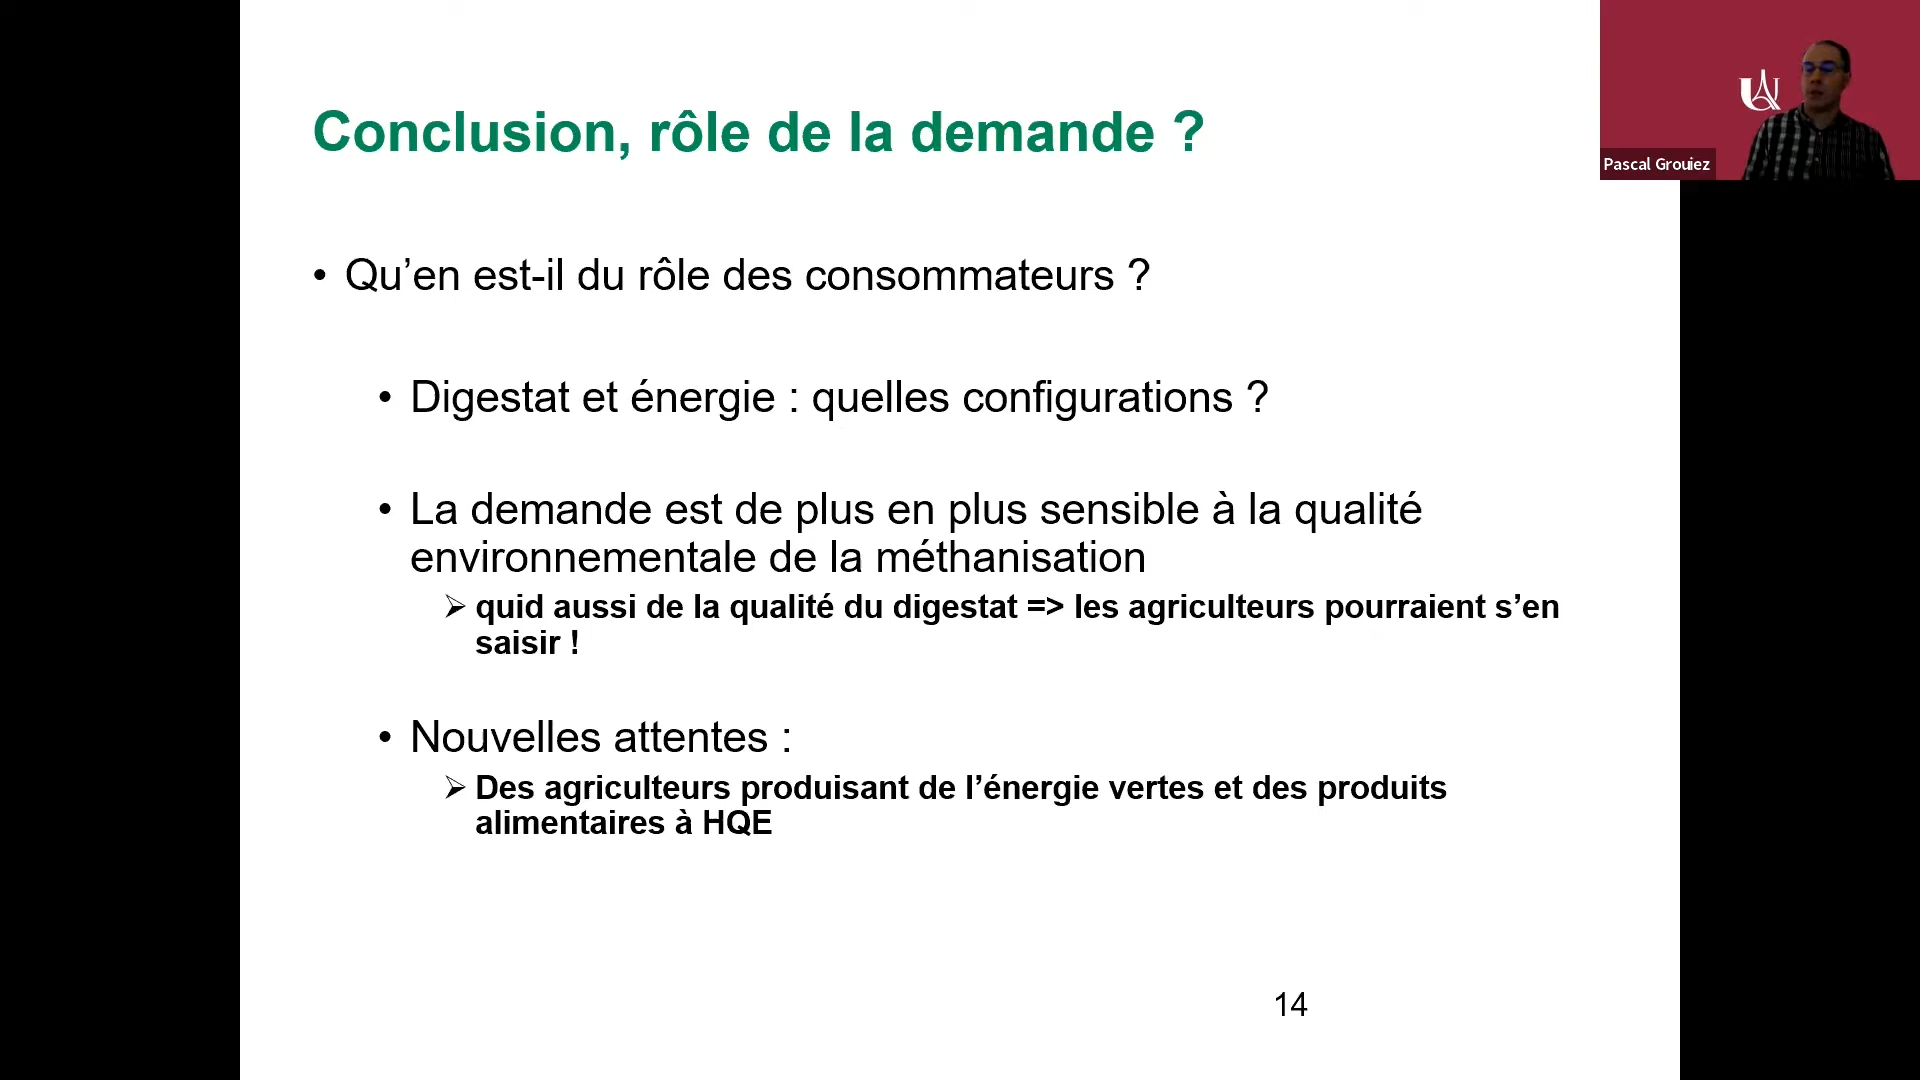 Conclusion, rôle de la demande ?
Pascal Grouiez
• Qu’en est-il du rôle des consommateurs ?
• Digestat et énergie : quelles configurations ?
• La demande est de plus en plus sensible à la qualité
environnementale de la méthanisation
➢ quid aussi de la qualité du digestat => les agriculteurs pourraient s’en
saisir !
• Nouvelles attentes :
➢ Des agriculteurs produisant de l’énergie vertes et des produits
alimentaires à HQE
14